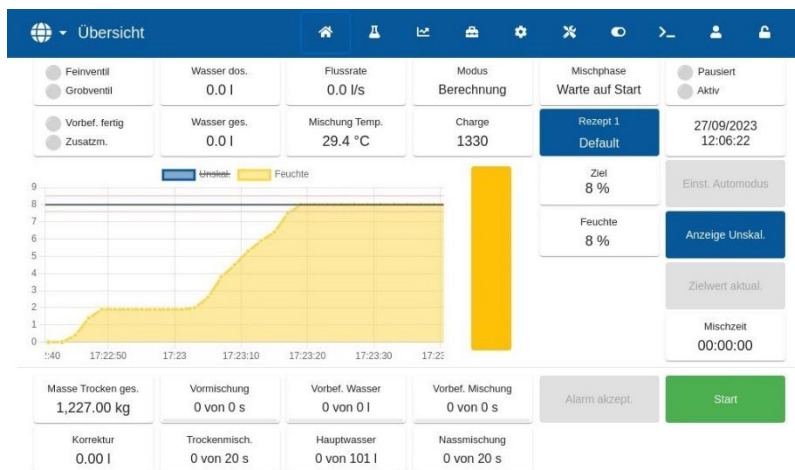 Übersicht
Feinventil
Grobventil
Wasser dos.
0.0 l
Flussrate
0.0 l/s
Modus
Berechnung
Mischphase
Warte auf Start
Pausiert
Aktiv
Vorbef. fertig
Zusatzm.
Wasser ges.
0.0 l
Mischung Temp.
29.4 °C
Charge
1330
Rezept 1
Default
27/09/2023
12:06:22
Unskal.
Feuchte
9
8
7
6
5
4
3
2
1
0
:40
17:22:50
17:23
17:23:10
17:23:20
17:23:30
17:23
Ziel
8 %
Feuchte
8 %
Einst. Automodus
Anzeige Unskal.
Zielwert aktual.
Mischzeit
00:00:00
Masse Trocken ges.
1,227.00 kg
Vormischung
0 von 0 s
Vorbef. Wasser
0 von 0 l
Vorbef. Mischung
0 von 0 s
Alarm akzept.
Start
Korrektur
0.00 l
Trockenmisch.
0 von 20 s
Hauptwasser
0 von 101 l
Nassmischung
0 von 20 s